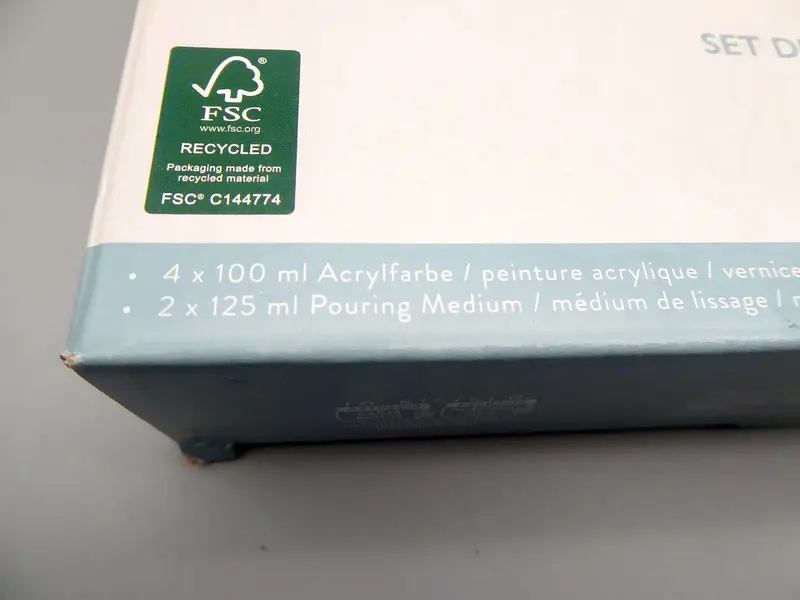 SET D
®
FSC
www.fsc.org
RECYCLED
Packaging made from
recycled material
FSC® C144774
• 4 x 100 ml Acrylfarbe / peinture acrylique / vernice
• 2 x 125 ml Pouring Medium / médium de lissage /